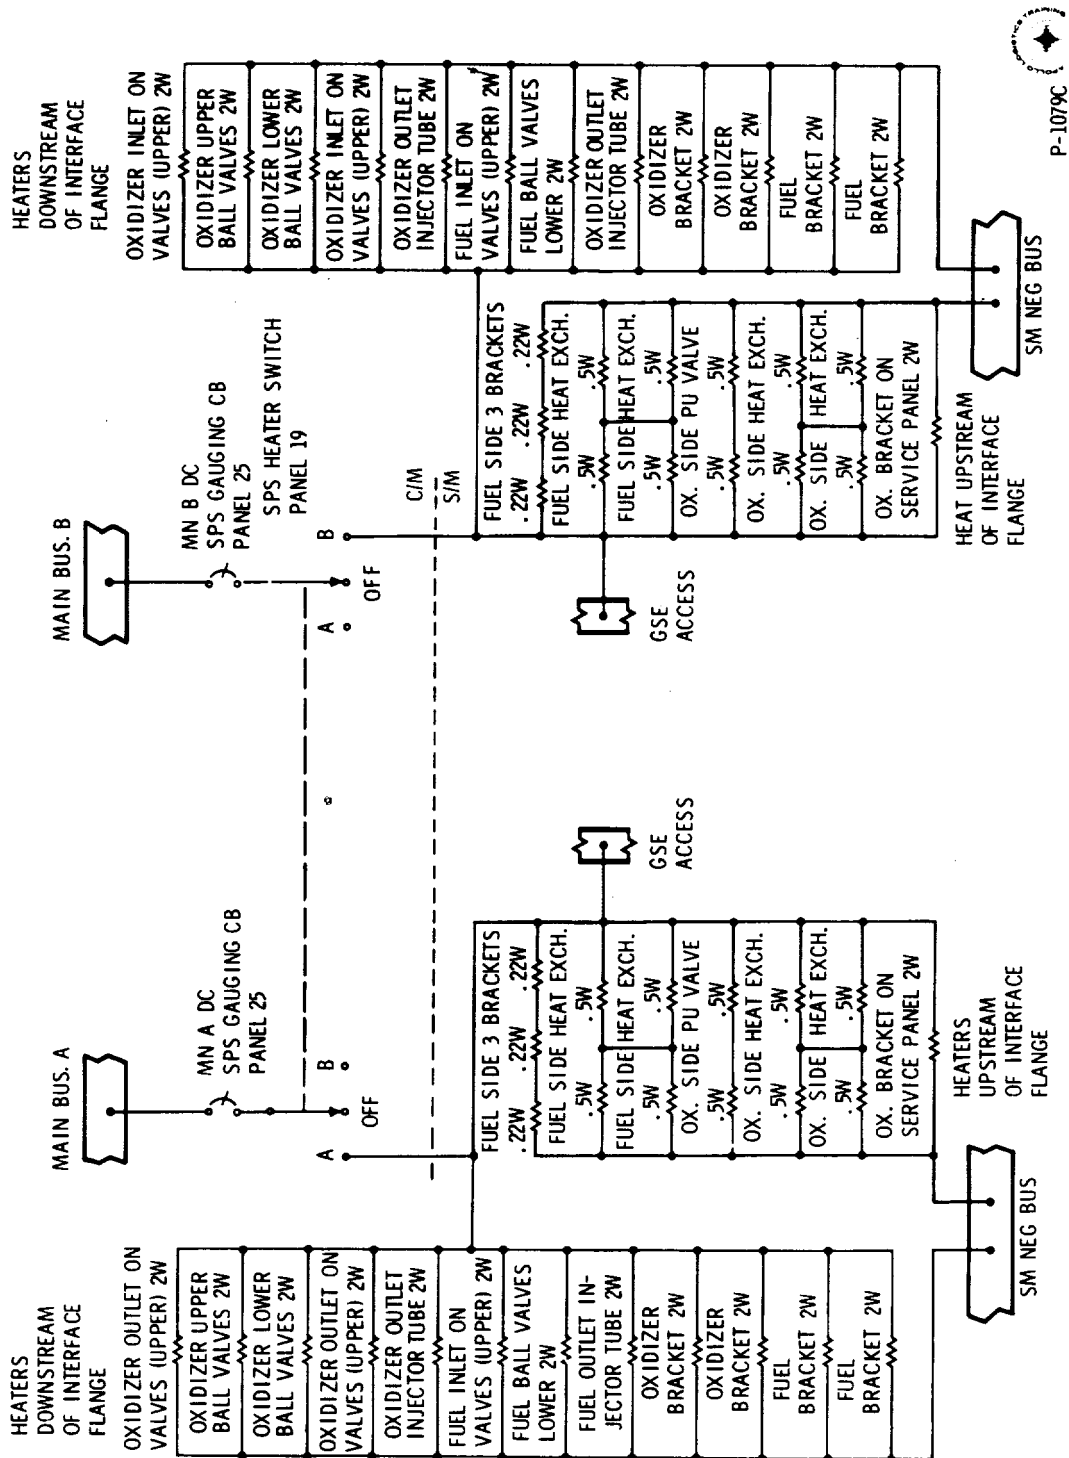 HEATERS
DOWNSTREAM
OF INTERFACE
FLANGE
OXIDIZER OUTLET ON
VALVES (UPPER) 2W
OXIDIZER UPPER
BALL VALVES 2W
OXIDIZER LOWER
BALL VALVES 2W
OXIDIZER OUTLET ON
VALVES (UPPER) 2W
OXIDIZER OUTLET
INJECTOR TUBE 2W
FUEL INLET ON
VALVES (UPPER) 2W
FUEL BALL VALVES
LOWER 2W
FUEL OUTLET IN-
JECTOR TUBE 2W
OXIDIZER
BRACKET 2W
OXIDIZER
BRACKET 2W
FUEL
BRACKET 2W
FUEL
BRACKET 2W
SM NEG BUS
MAIN BUS. A
MN A DC
SPS GAUGING CB
PANEL 25
A
OFF
B
FUEL SIDE 3 BRACKETS
.22W .22W .22W
FUEL SIDE HEAT EXCH.
.5W .5W
FUEL SIDE HEAT EXCH.
.5W .5W
OX. SIDE PU VALVE
.5W .5W
OX. SIDE HEAT EXCH.
.5W .5W
OX. SIDE HEAT EXCH.
.5W .5W
OX. BRACKET ON
SERVICE PANEL 2W
HEATERS
UPSTREAM
OF INTERFACE
FLANGE
GSE
ACCESS
MAIN BUS. B
MN B DC
SPS GAUGING CB
PANEL 25
SPS HEATER SWITCH
PANEL 19
A
OFF
B
C/M
S/M
GSE
ACCESS
FUEL SIDE 3 BRACKETS
.22W .22W .22W
FUEL SIDE HEAT EXCH.
.5W .5W
FUEL SIDE HEAT EXCH.
.5W .5W
OX. SIDE PU VALVE
.5W .5W
OX. SIDE HEAT EXCH.
.5W .5W
OX. SIDE HEAT EXCH.
.5W .5W
OX. BRACKET ON
SERVICE PANEL 2W
HEAT UPSTREAM
OF INTERFACE
FLANGE
HEATERS
DOWNSTREAM
OF INTERFACE
FLANGE
OXIDIZER INLET ON
VALVES (UPPER) 2W
OXIDIZER UPPER
BALL VALVES 2W
OXIDIZER LOWER
BALL VALVES 2W
OXIDIZER INLET ON
VALVES (UPPER) 2W
OXIDIZER OUTLET
INJECTOR TUBE 2W
FUEL INLET ON
VALVES (UPPER) 2W
FUEL BALL VALVES
LOWER 2W
OXIDIZER OUTLET
INJECTOR TUBE 2W
OXIDIZER
BRACKET 2W
OXIDIZER
BRACKET 2W
FUEL
BRACKET 2W
FUEL
BRACKET 2W
SM NEG BUS
P-1079C
APOLLO LOGISTICS TRAINING